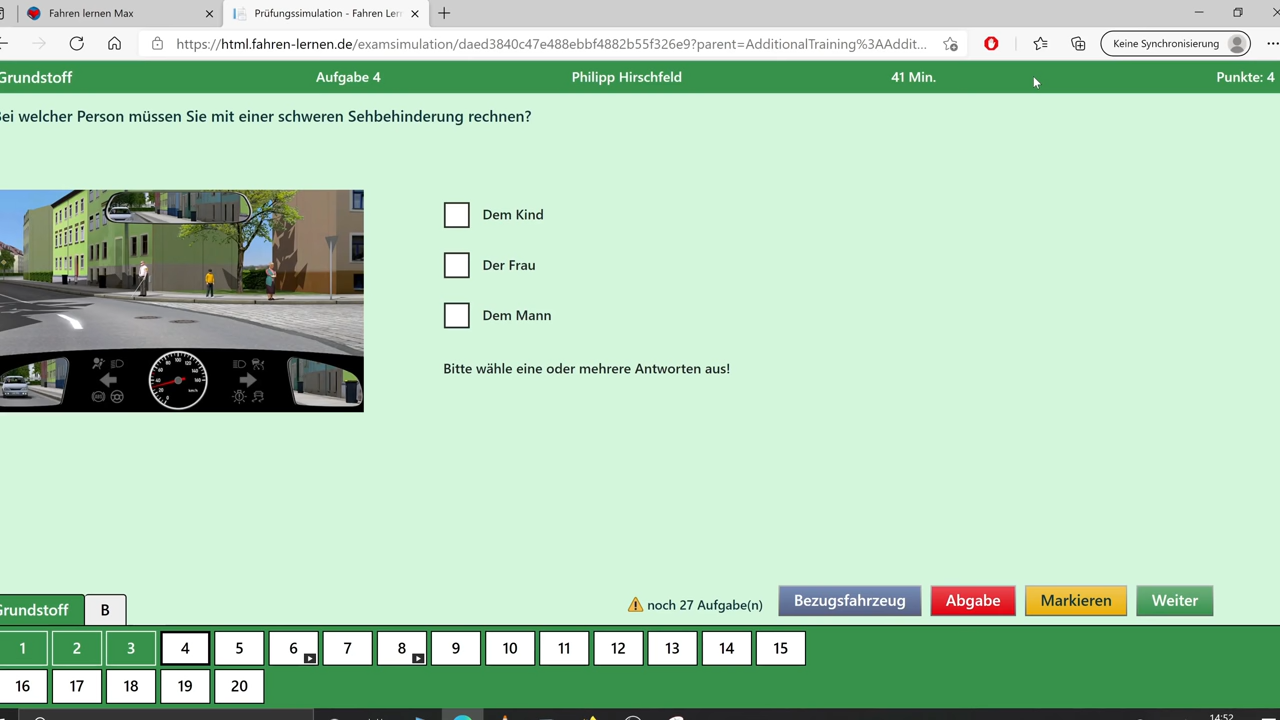 Fahren lernen Max
Prüfungssimulation - Fahren Ler
https://html.fahren-lernen.de/examsimulation/daed3840c47e488ebbf4882b55f326e9?parent=AdditionalTraining%3AAddit...
Keine Synchronisierung
Grundstoff
Aufgabe 4
Philipp Hirschfeld
41 Min.
Punkte: 4
Bei welcher Person müssen Sie mit einer schweren Sehbehinderung rechnen?
Dem Kind
Der Frau
Dem Mann
Bitte wähle eine oder mehrere Antworten aus!
Grundstoff
B
noch 27 Aufgabe(n)
Bezugsfahrzeug
Abgabe
Markieren
Weiter
1 2 3 4 5 6 7 8 9 10 11 12 13 14 15
16 17 18 19 20
14:52